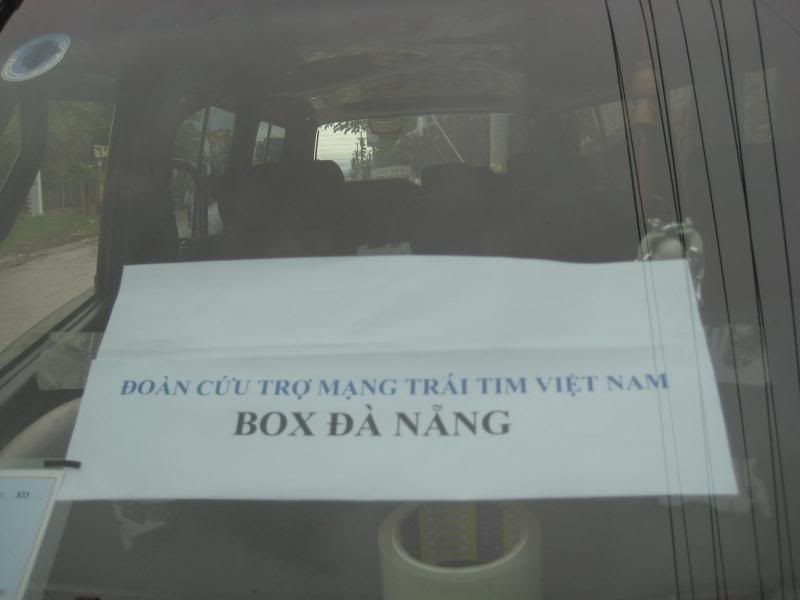 ĐOÀN CỨU TRỢ MẠNG TRÁI TIM VIỆT NAM
BOX ĐÀ NẴNG